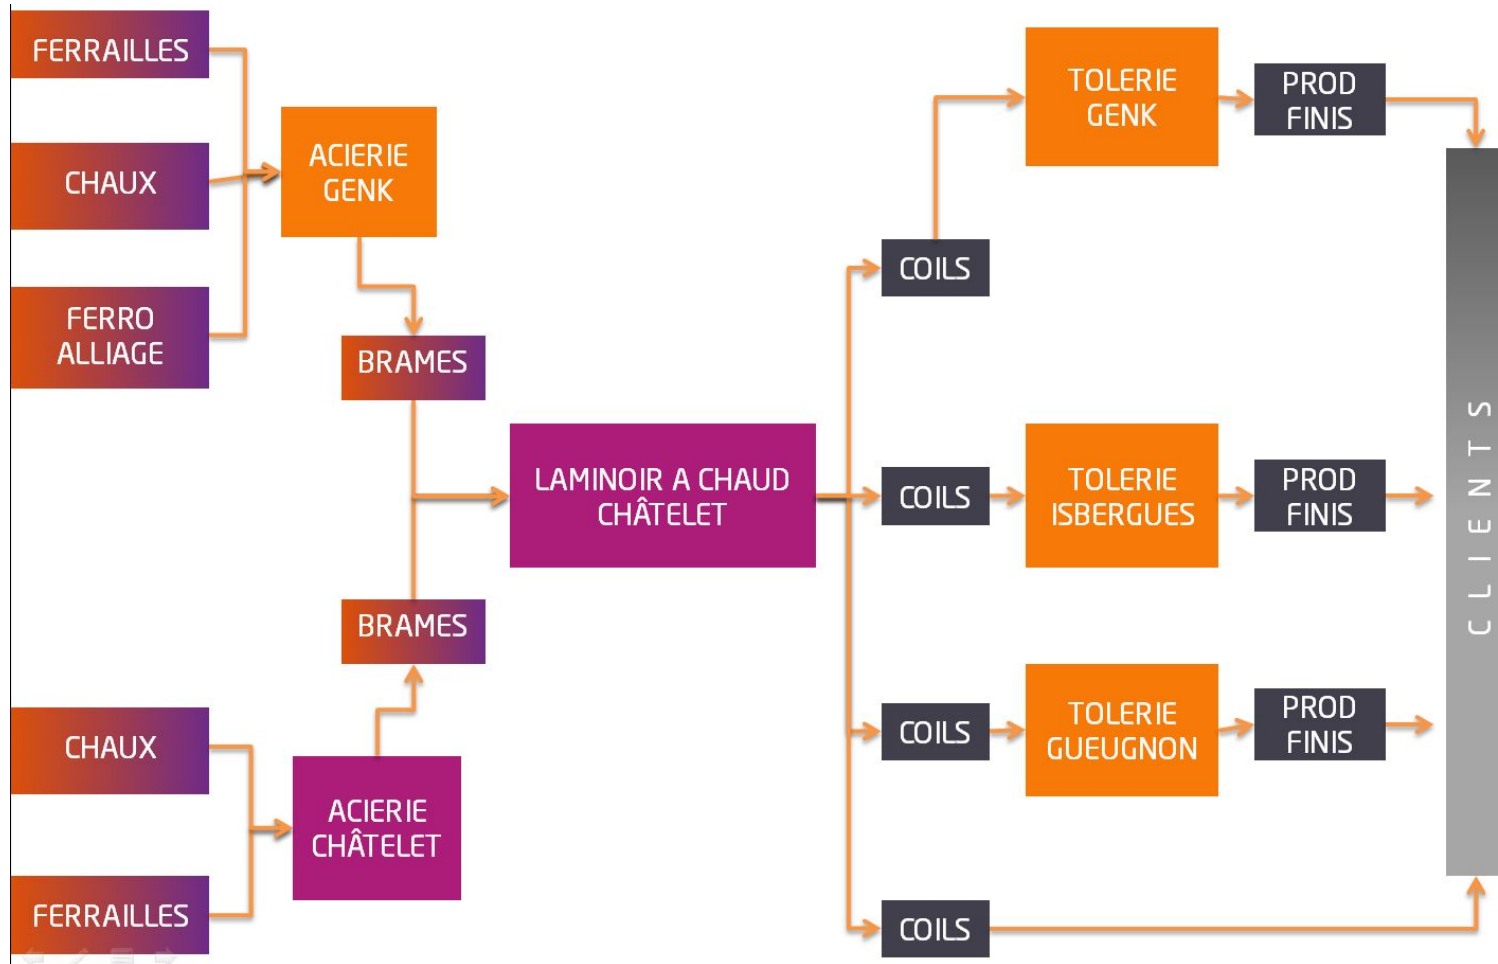 FERRAILLES
CHAUX
FERRO
ALLIAGE
ACIERIE
GENK
BRAMES
LAMINOIR A CHAUD
CHÂTELET
BRAMES
CHAUX
FERRAILLES
ACIERIE
CHÂTELET
COILS
TOLERIE
GENK
PROD
FINIS
COILS
TOLERIE
ISBERGUES
PROD
FINIS
COILS
TOLERIE
GUEUGNON
PROD
FINIS
COILS
CLIENTS